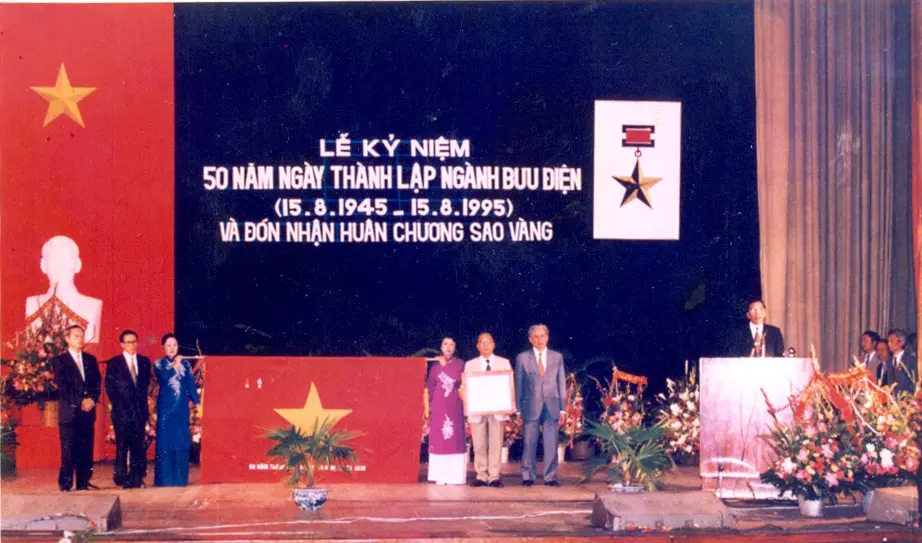 LỄ KỶ NIỆM
50 NĂM NGÀY THÀNH LẬP NGÀNH BƯU ĐIỆN
(15.8.1945 - 15.8.1995)
VÀ ĐÓN NHẬN HUÂN CHƯƠNG SAO VÀNG